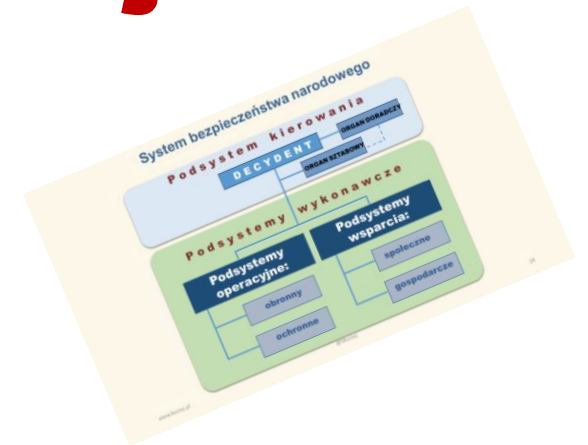 System bezpieczeństwa narodowego
Podsystem kierowania
DECYDENT
ORGAN DORADCZY
ORGAN SZTABOWY
Podsystemy wykonawcze
Podsystemy
operacyjne:
obronny
ochronne
Podsystemy
wsparcia:
społeczne
gospodarcze